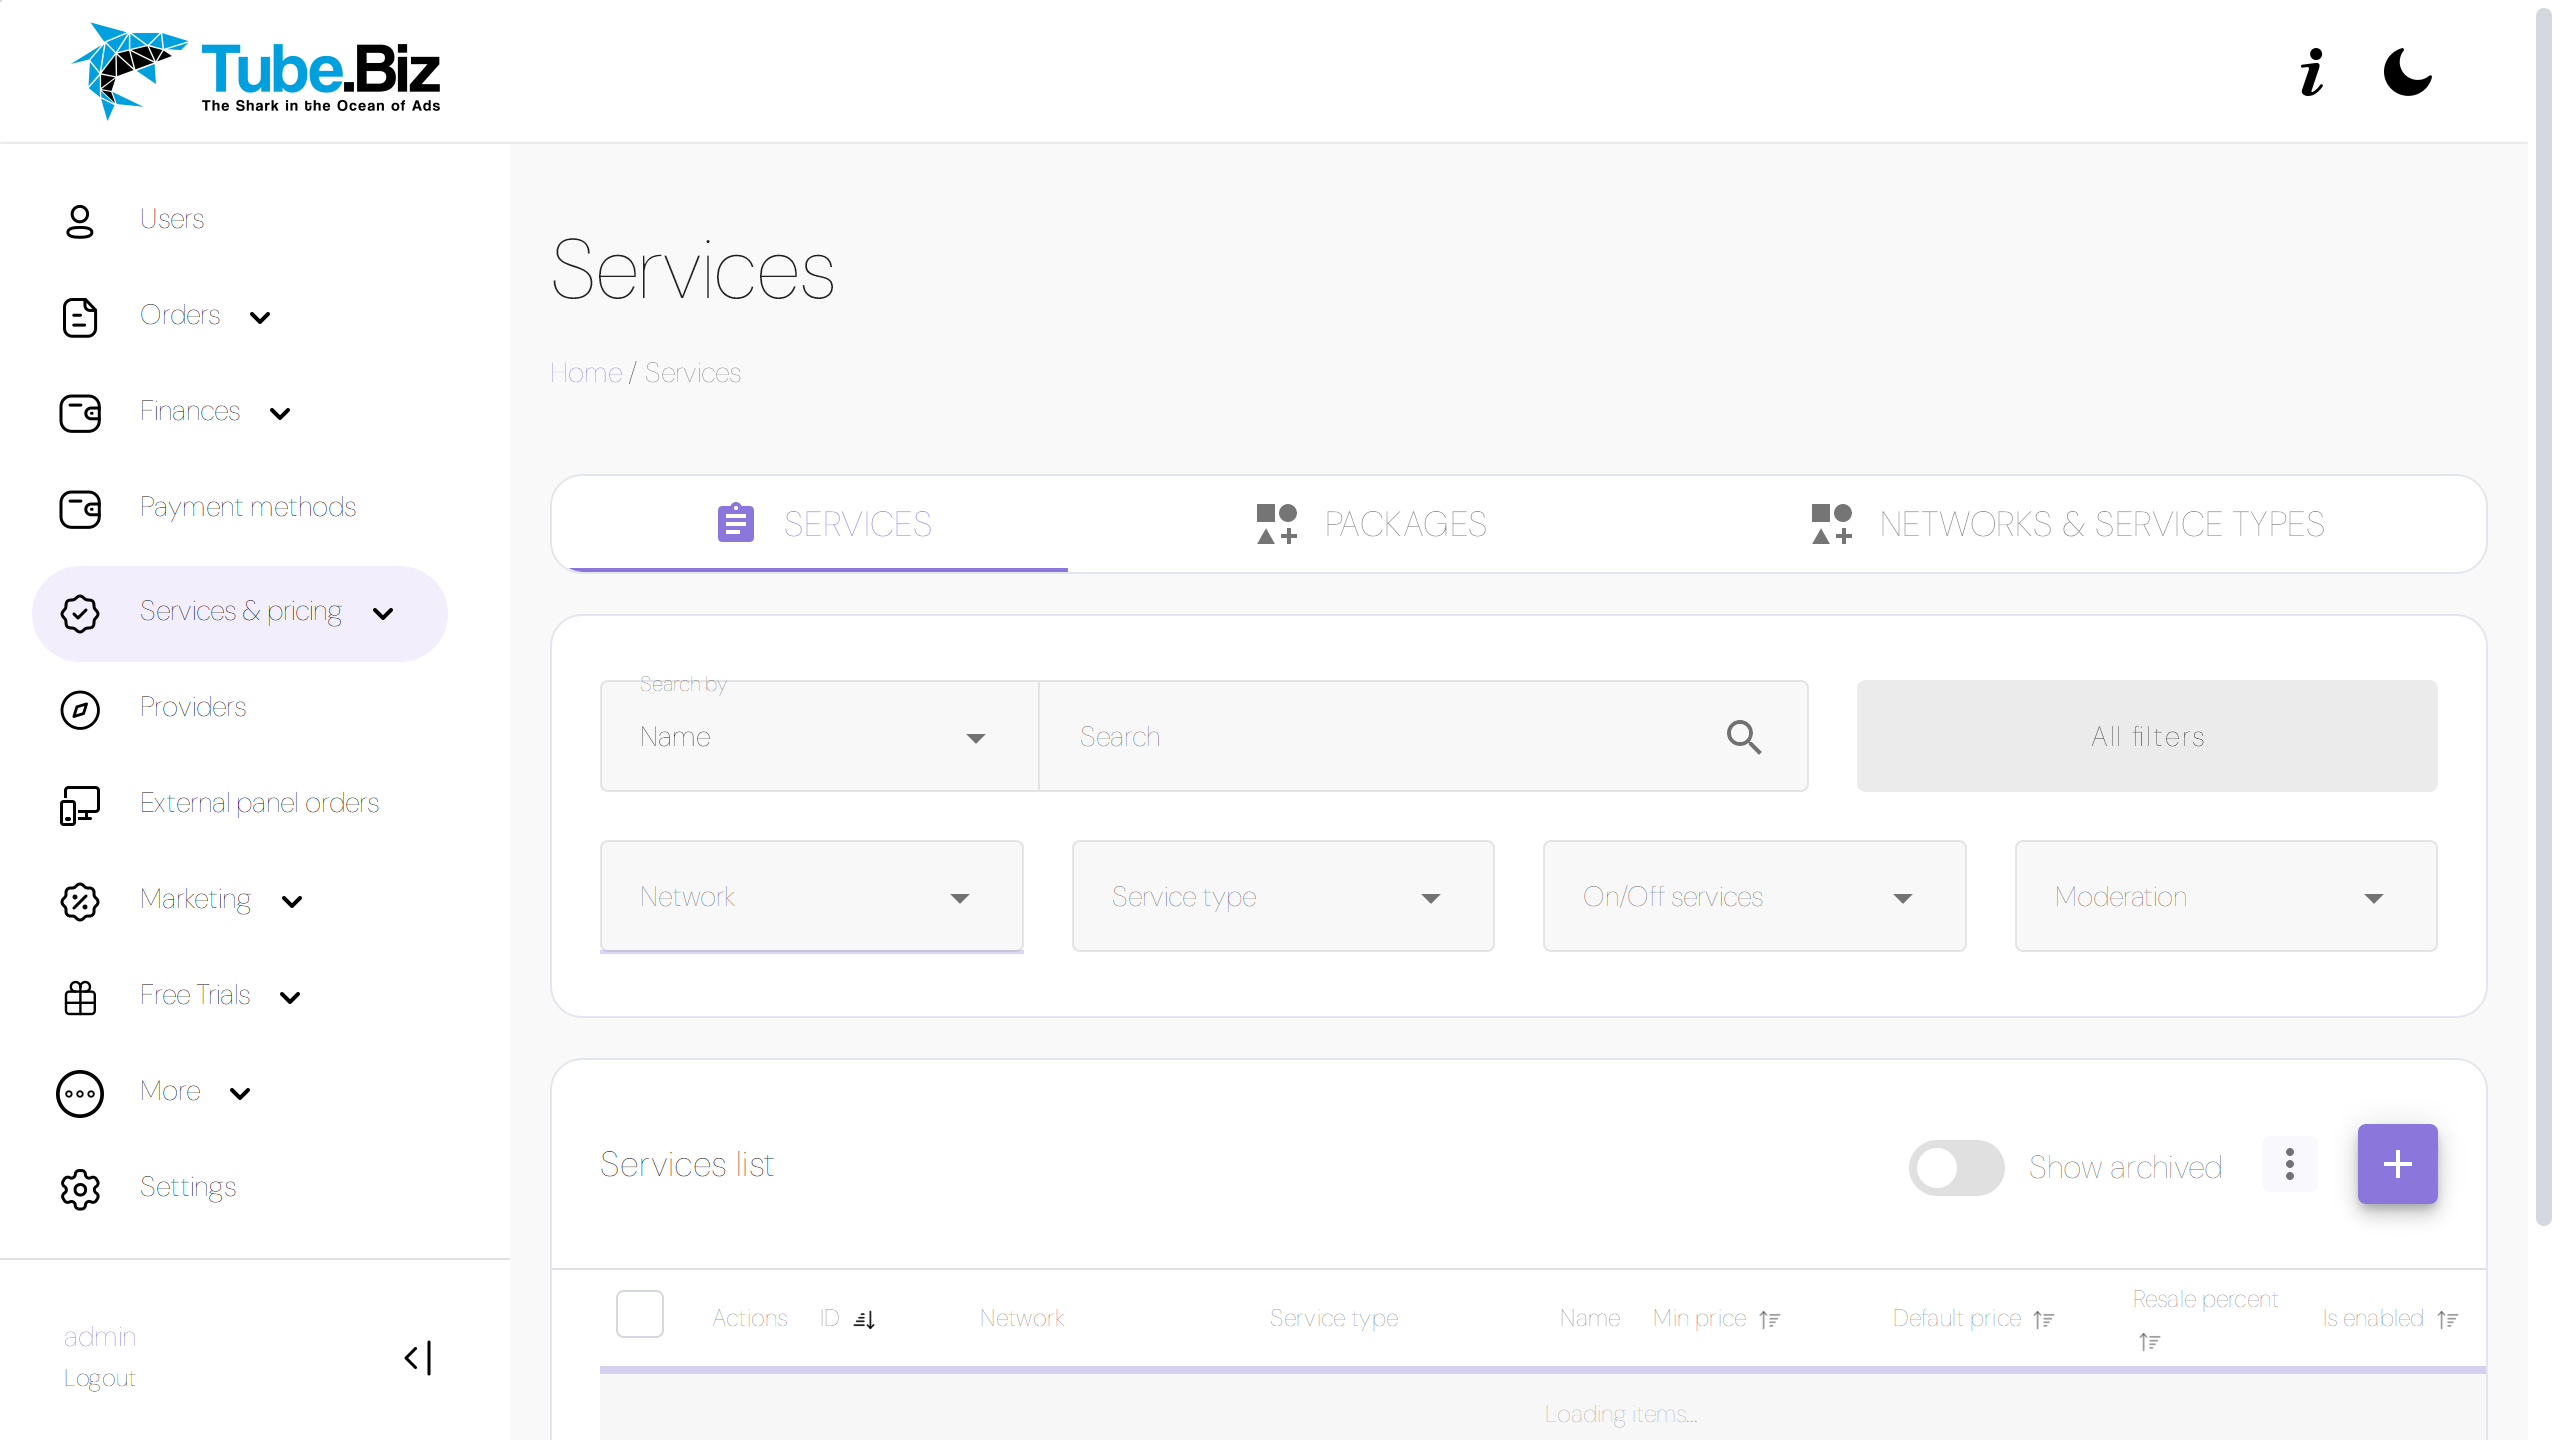 Tube.Biz
The Shark in the Ocean of Ads
Users
Orders
Finances
Payment methods
Services & pricing
Providers
External panel orders
Marketing
Free Trials
More
Settings
admin
Logout
Services
Home / Services
SERVICES
PACKAGES
NETWORKS & SERVICE TYPES
Search by
Name
Search
All filters
Network
Service type
On/Off services
Moderation
Services list
Show archived
Actions
ID
Network
Service type
Name
Min price
Default price
Resale percent
Is enabled
Loading items...